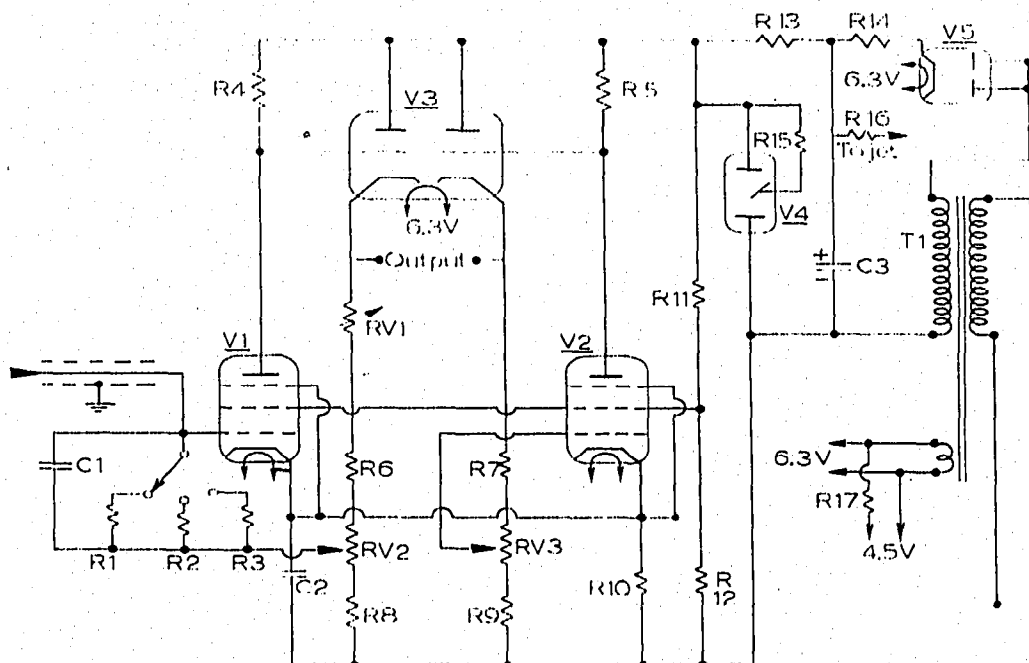 R13
R14
V5
R4
V3
R5
6.3V
R15
R16
To jet
V4
6.3V
Output
T1
C3
R11
RV1
V1
V2
C1
R6
R7
6.3V
R17
R1
R2
R3
RV2
RV3
4.5V
C2
R10
R
12
R8
R9